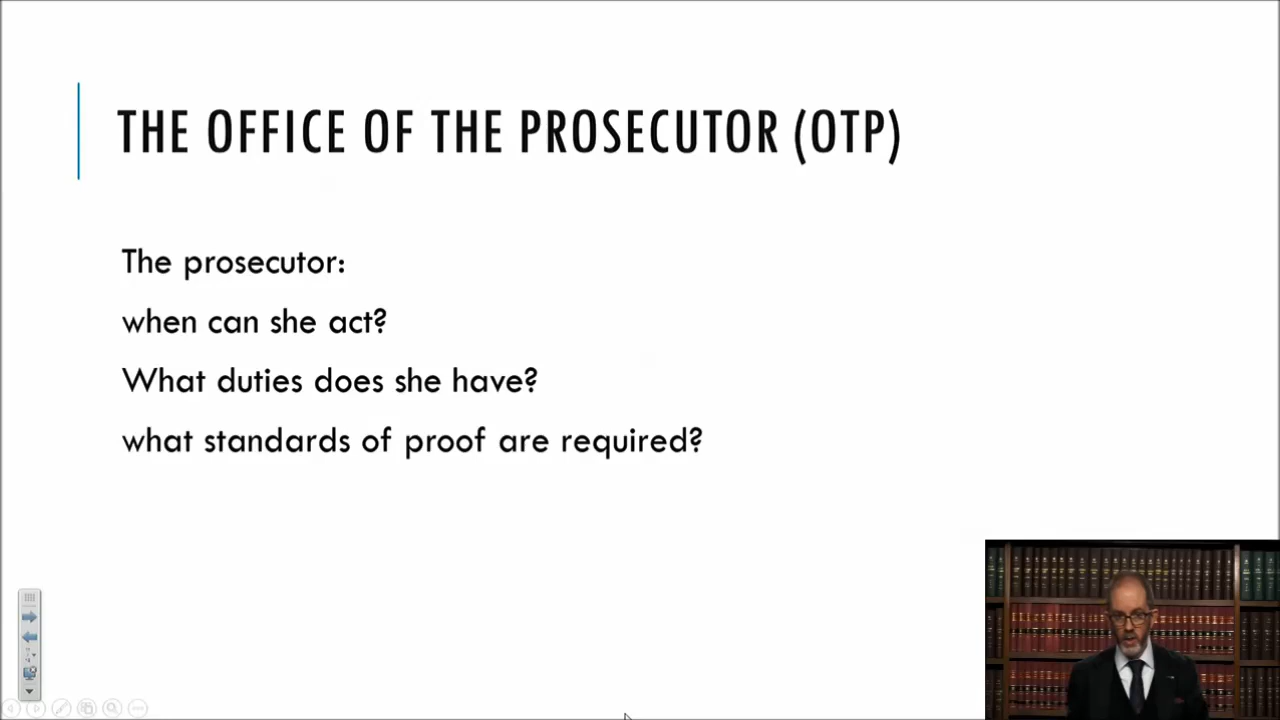 THE OFFICE OF THE PROSECUTOR (OTP)
The prosecutor:
when can she act?
What duties does she have?
what standards of proof are required?